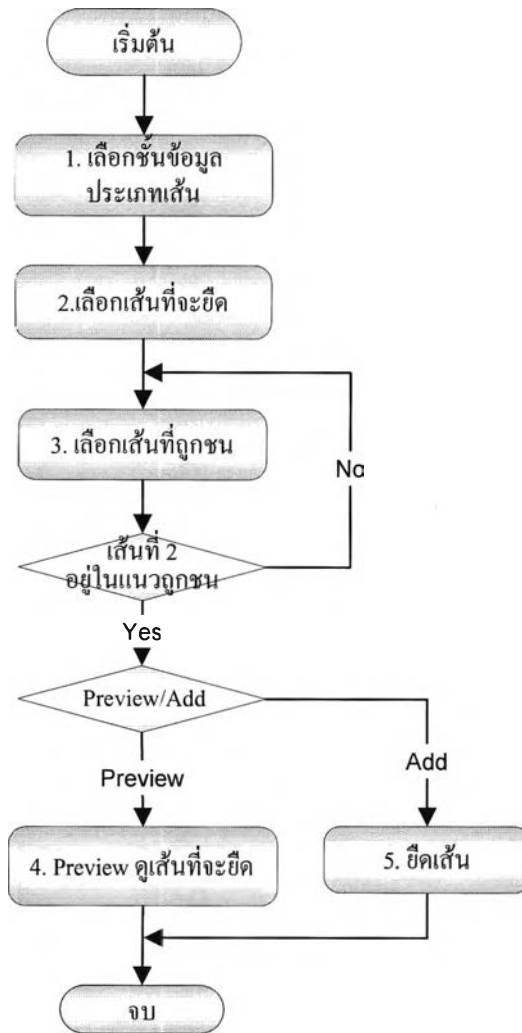 เริ่มต้น
1. เลือกชั้นข้อมูล
ประเภทเส้น
2.เลือกเส้นที่จะยืด
3. เลือกเส้นที่ถูกชน
No
เส้นที่ 2
อยู่ในแนวถูกชน
Yes
Preview/Add
Preview
Add
4. Preview ดูเส้นที่จะยืด
5. ยืดเส้น
จบ